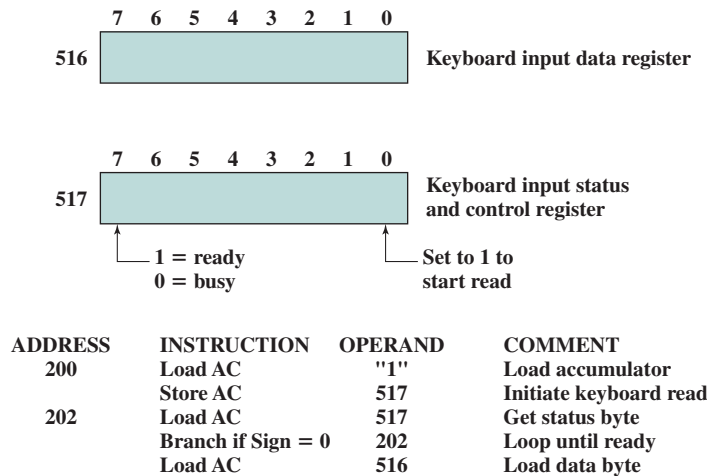 7 6 5 4 3 2 1 0
516 Keyboard input data register
7 6 5 4 3 2 1 0
517 Keyboard input status
and control register
1 = ready
0 = busy
Set to 1 to
start read
ADDRESS INSTRUCTION OPERAND COMMENT
200 Load AC "1" Load accumulator
Store AC 517 Initiate keyboard read
202 Load AC 517 Get status byte
Branch if Sign = 0 202 Loop until ready
Load AC 516 Load data byte